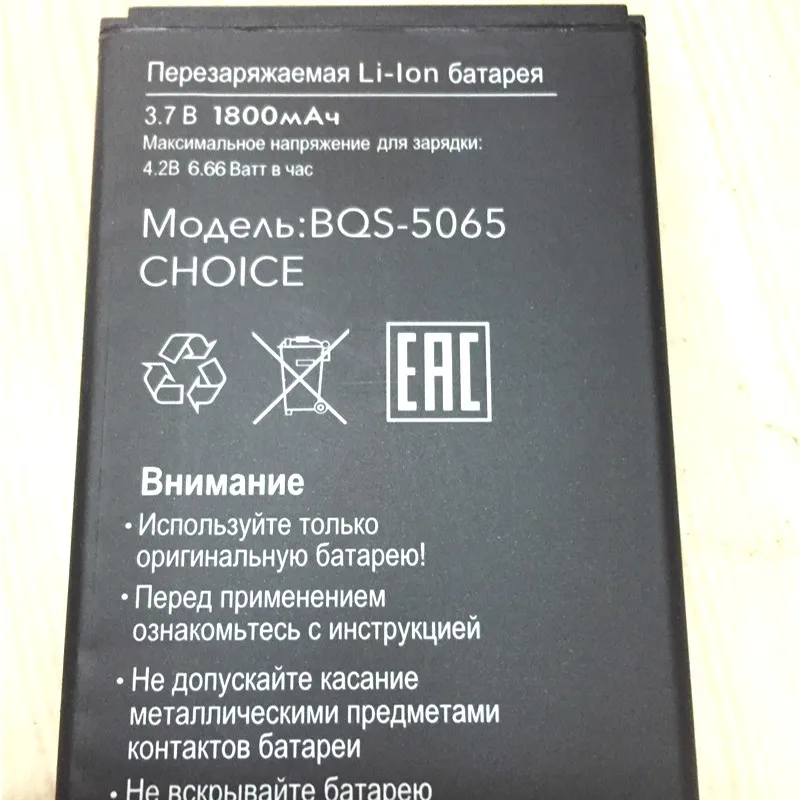 Перезаряжаемая Li-Ion батарея
3.7 В 1800мАч
Максимальное напряжение для зарядки:
4.2В 6.66 Ватт в час
Модель:BQS-5065
CHOICE
EAC
Внимание
• Используйте только
оригинальную батарею!
• Перед применением
ознакомьтесь с инструкцией
• Не допускайте касание
металлическими предметами
контактов батареи
• Не вскрывайте батарею